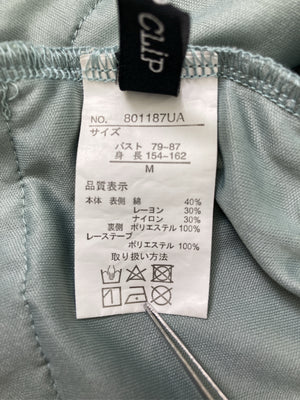 CLIP
NO. 801187UA
サイズ
バスト 79-87
身長 154-162
M
品質表示
本体 表側 綿 40%
レーヨン 30%
ナイロン 30%
裏側 ポリエステル 100%
レーステープ
ポリエステル 100%
取り扱い方法